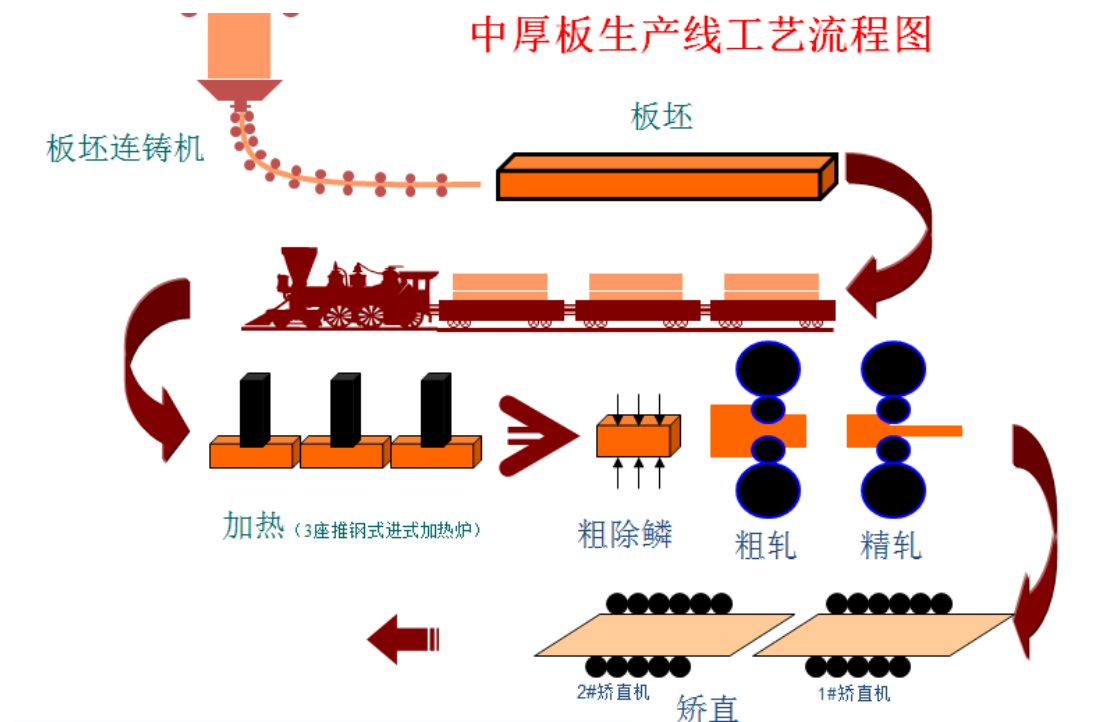 中厚板生产线工艺流程图
板坯
板坯连铸机
加热（3座推钢式进式加热炉）
粗除鳞
粗轧
精轧
2#矫直机
1#矫直机
矫直